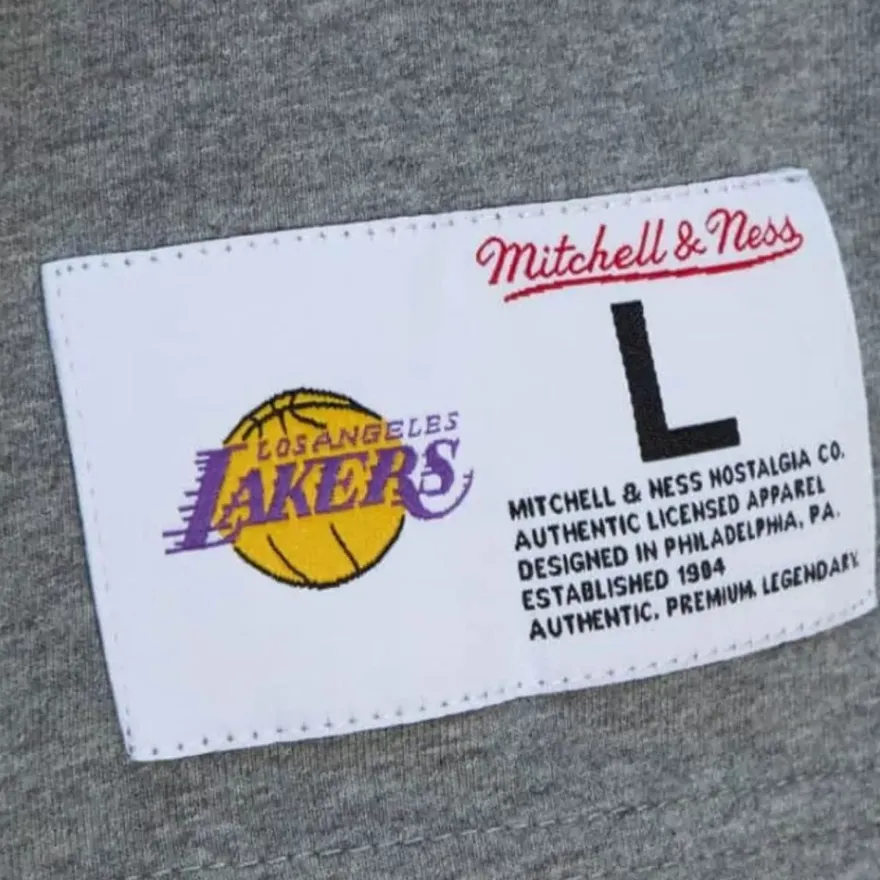 Mitchell & Ness
L
LOS ANGELES
LAKERS
MITCHELL & NESS NOSTALGIA CO.
AUTHENTIC LICENSED APPAREL
DESIGNED IN PHILADELPHIA, PA.
ESTABLISHED 1904
AUTHENTIC. PREMIUM. LEGENDARY.